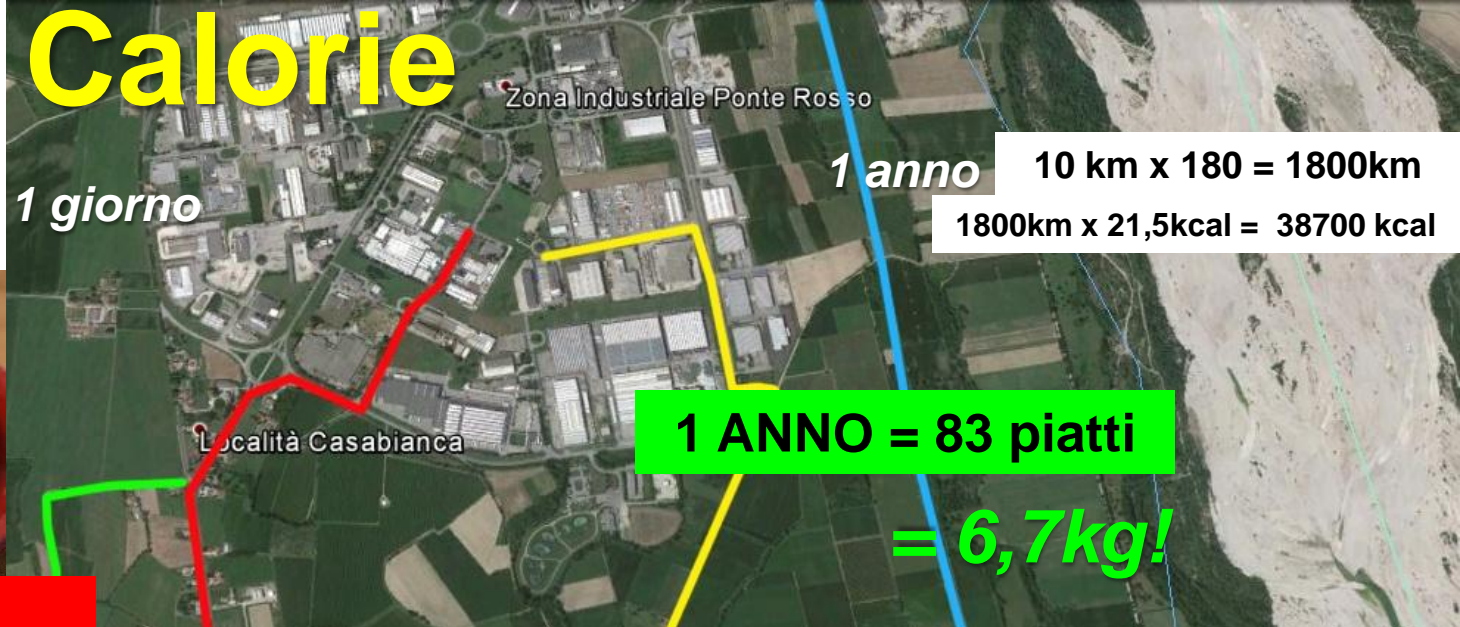 Calorie
Zona Industriale Ponte Rosso
1 giorno
1 anno
10 km x 180 = 1800km
1800km x 21,5kcal =  38700 kcal
Località Casabianca
1 ANNO = 83 piatti
= 6,7kg!